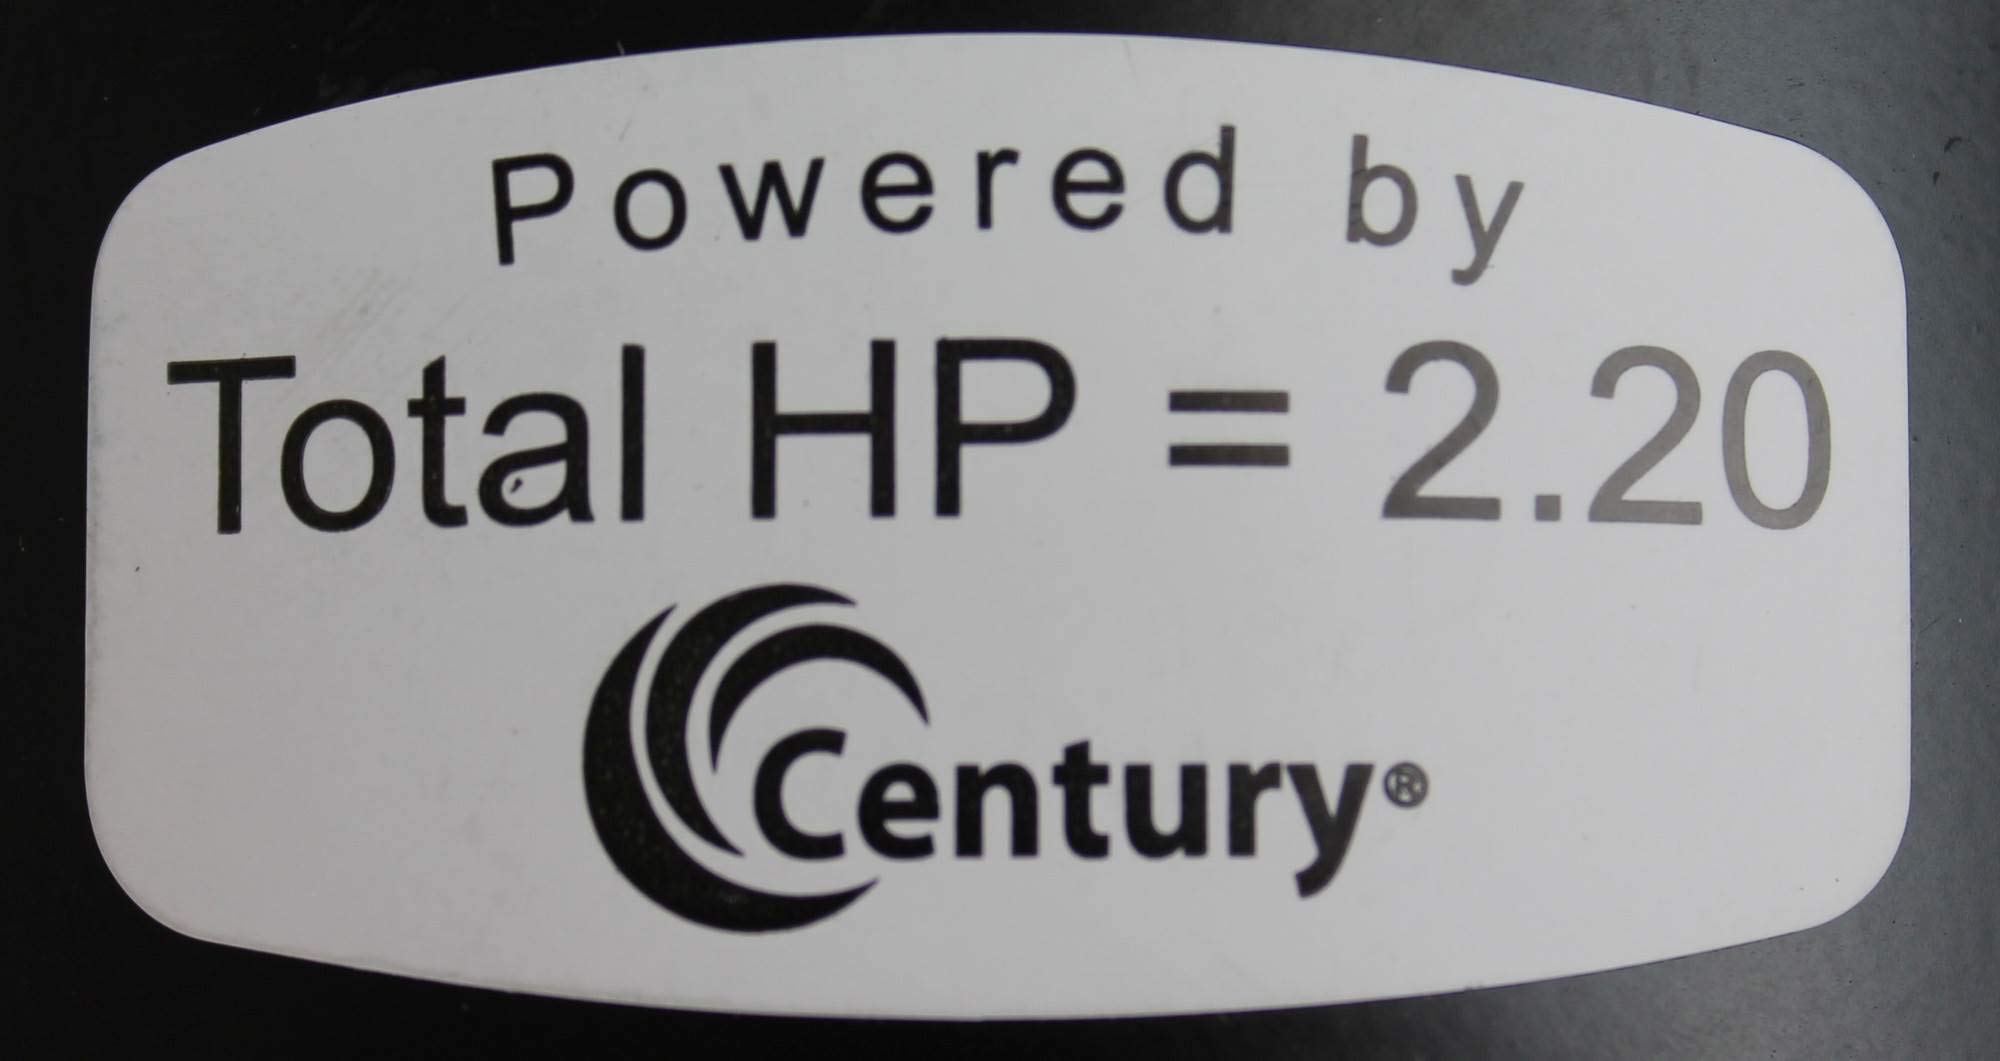 Powered by
Total HP = 2.20
Century®